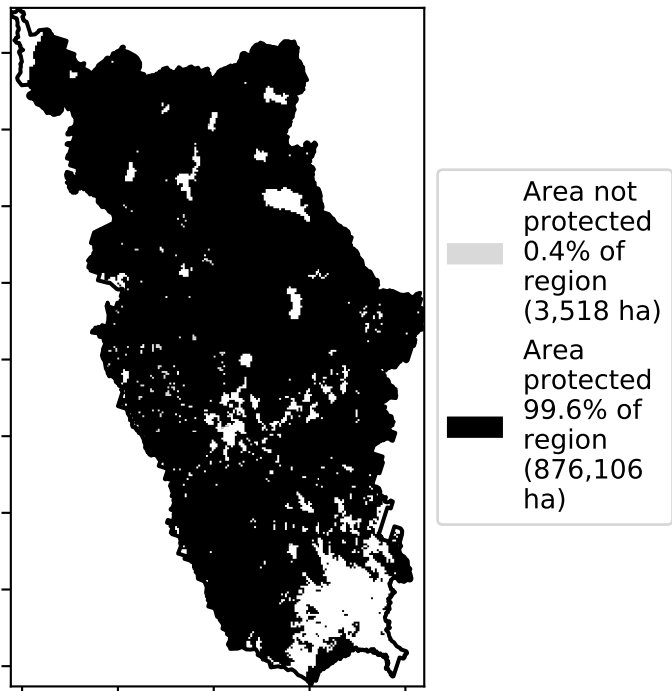 Area not
protected
0.4% of
region
(3,518 ha)
Area
protected
99.6% of
region
(876,106
ha)